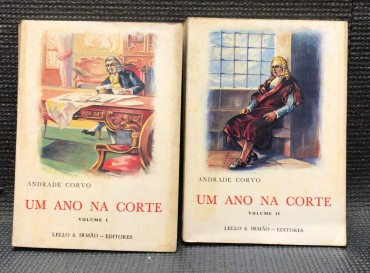 ANDRADE CORVO
UM ANO NA CORTE
VOLUME I
LELLO & IRMÃO — EDITORES
ANDRADE CORVO
UM ANO NA CORTE
VOLUME II
LELLO & IRMÃO — EDITORES